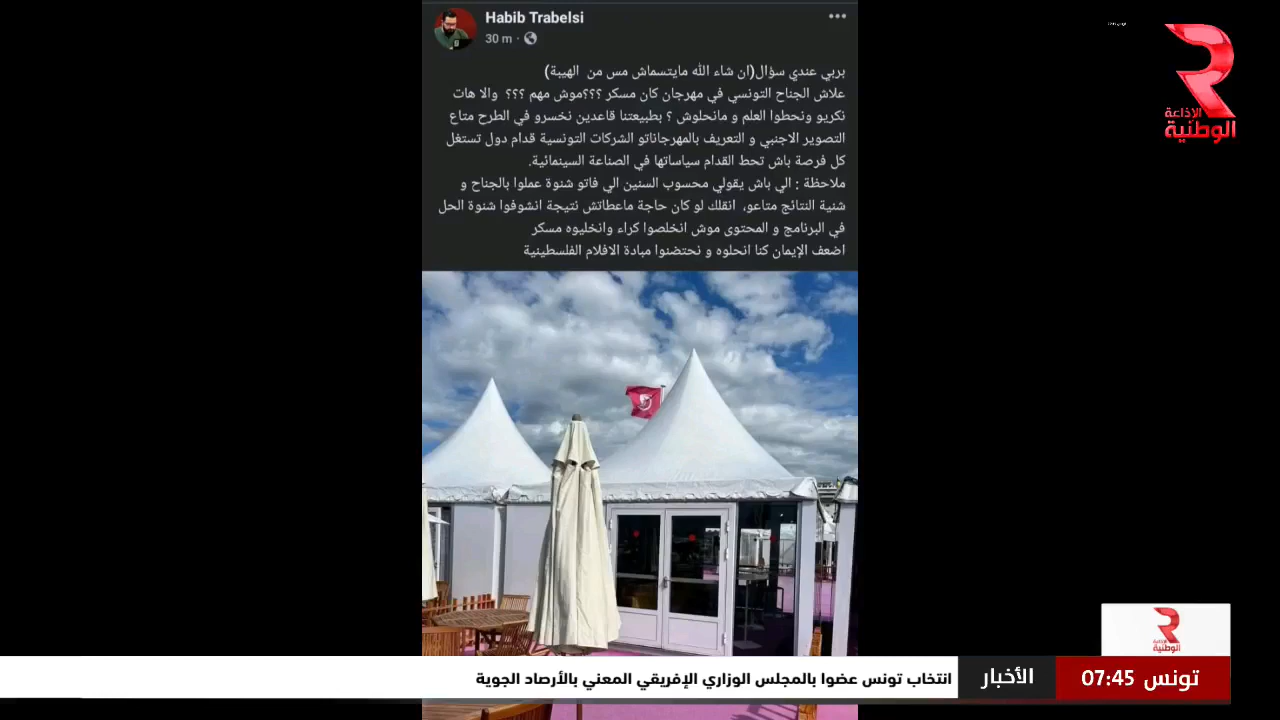 Habib Trabelsi
30 m ·
بربي عندي سؤال(ان شاء الله مايتسماش مس من الهيبة)
علاش الجناح التونسي في مهرجان كان مسكر ؟؟؟موش مهم ؟؟؟ والا هات
نكريو ونحطوا العلم و مانحلوش ؟ بطبيعتنا قاعدين نخسرو في الطرح متاع
التصوير الاجنبي و التعريف بالمهرجاناتو الشركات التونسية قدام دول تستغل
كل فرصة باش تحط القدام سياساتها في الصناعة السينمائية.
ملاحظة : الي باش يقولي محسوب السنين الي فاتو شنوة عملوا بالجناح و
شنية النتائج متاعو، انقلك لو كان حاجة ماعطاتش نتيجة انشوفوا شنوة الحل
في البرنامج و المحتوى موش انخلصوا كراء وانخليوه مسكر
اضعف الإيمان كنا انحلوه و نحتضنوا مبادة الافلام الفلسطينية
الإذاعة
الوطنية
الإذاعة
الوطنية
تونس 07:45
الأخبار
انتخاب تونس عضوا بالمجلس الوزاري الإفريقي المعني بالأرصاد الجوية